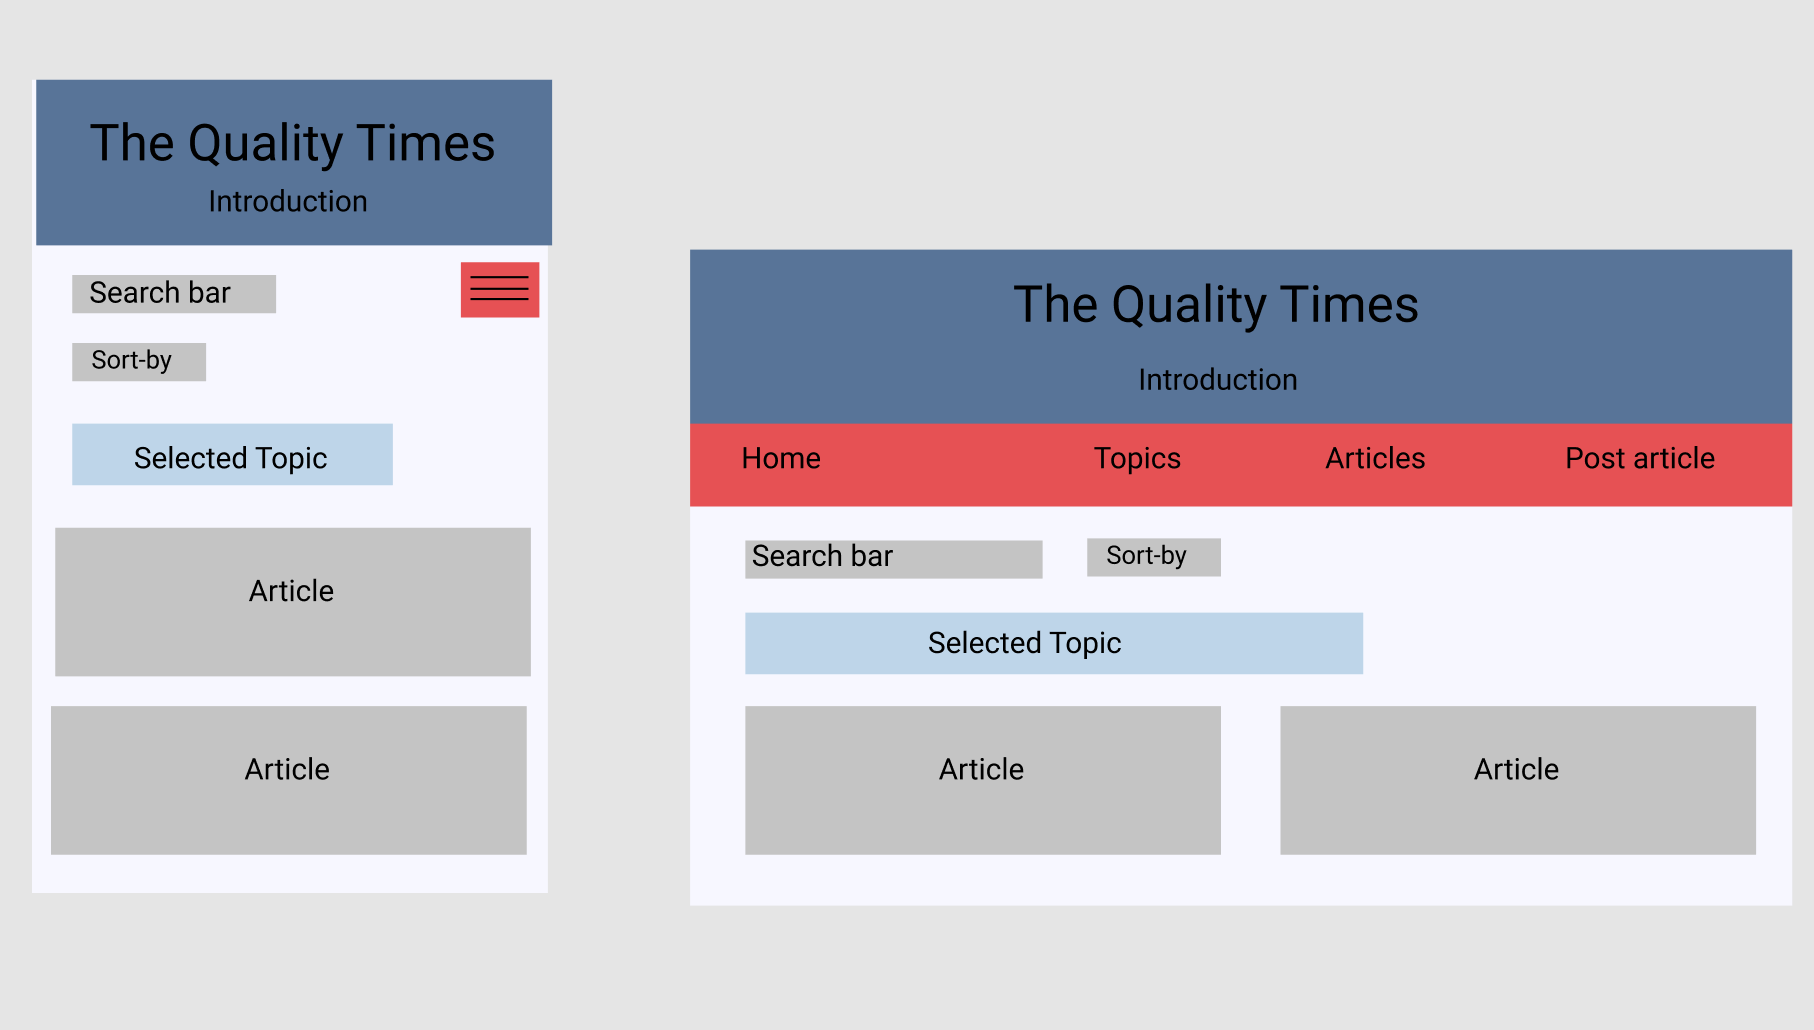 The Quality Times
Introduction
Search bar
Sort-by
Selected Topic
Article
Article
The Quality Times
Introduction
Home Topics Articles Post article
Search bar Sort-by
Selected Topic
Article Article